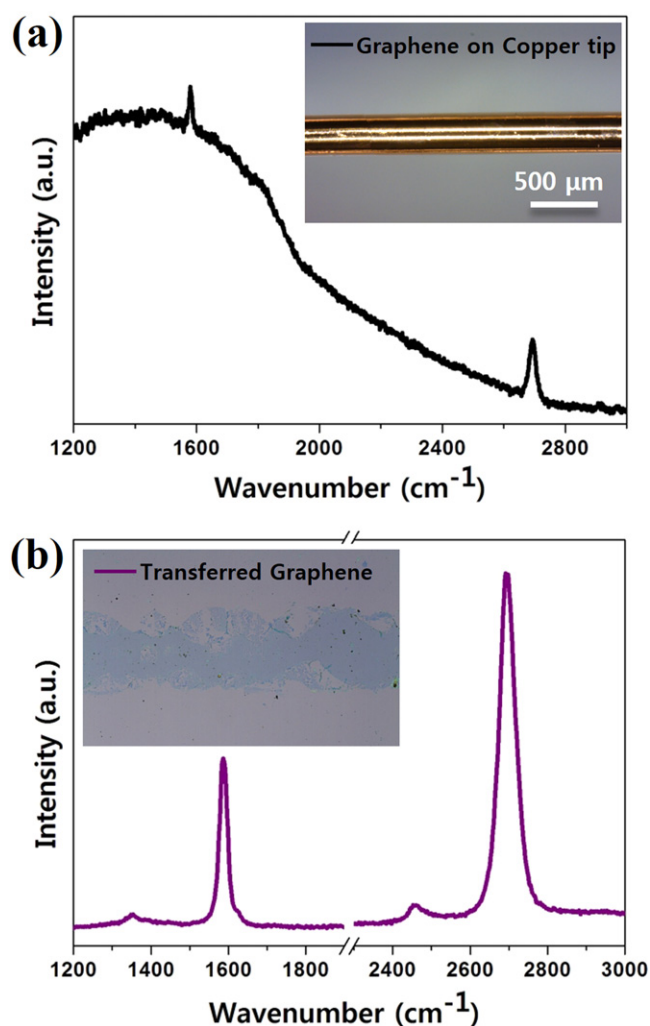 (a)
Graphene on Copper tip
500 μm
Intensity (a.u.)
1200 1600 2000 2400 2800
Wavenumber (cm-1)
(b)
Transferred Graphene
Intensity (a.u.)
1200 1400 1600 1800 2400 2600 2800 3000
Wavenumber (cm-1)